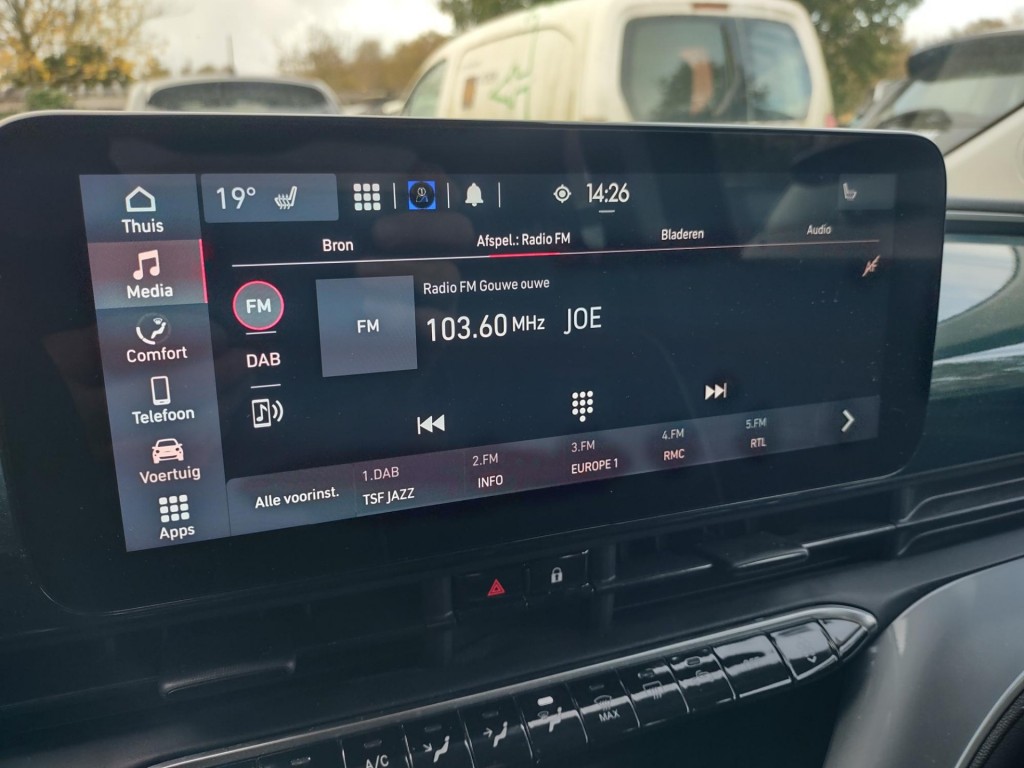 19° 14:26
Thuis
Media
Comfort
Telefoon
Voertuig
Apps
Bron Afspel.: Radio FM Bladeren Audio
FM
DAB
FM
Radio FM Gouwe ouwe
103.60 MHz JOE
Alle voorinst.
1.DAB
TSF JAZZ
2.FM
INFO
3.FM
EUROPE 1
4.FM
RMC
5.FM
RTL
A/C
MAX